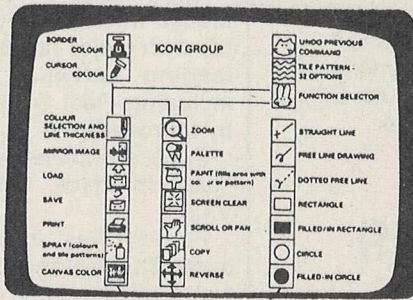 BORDER
COLOUR
CURSOR
COLOUR
ICON GROUP
UNDO PREVIOUS
COMMAND
TILE PATTERN -
32 OPTIONS
FUNCTION SELECTOR
COLOUR
SELECTION AND
LINE THICKNESS
MIRROR IMAGE
LOAD
SAVE
PRINT
SPRAY (colours
and tile patterns)
CANVAS COLOR
ZOOM
PALETTE
PAINT (fills area with
colour or pattern)
SCREEN CLEAR
SCROLL OR PAN
COPY
REVERSE
STRAIGHT LINE
FREE LINE DRAWING
DOTTED FREE LINE
RECTANGLE
FILLED/IN RECTANGLE
CIRCLE
FILLED-IN CIRCLE